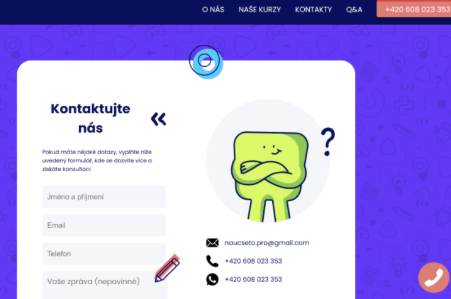 O NÁS NAŠE KURZY KONTAKTY Q&A +420 608 023 353
Kontaktujte
nás
Pokud máte nějaké dotazy, vyplňte níže
uvedený formulář, kde se dozvíte více a
získáte konzultaci
Jméno a příjmení
Email
Telefon
Vaše zpráva (nepovinné)
?
naucseto.pro@gmail.com
+420 608 023 353
+420 608 023 353